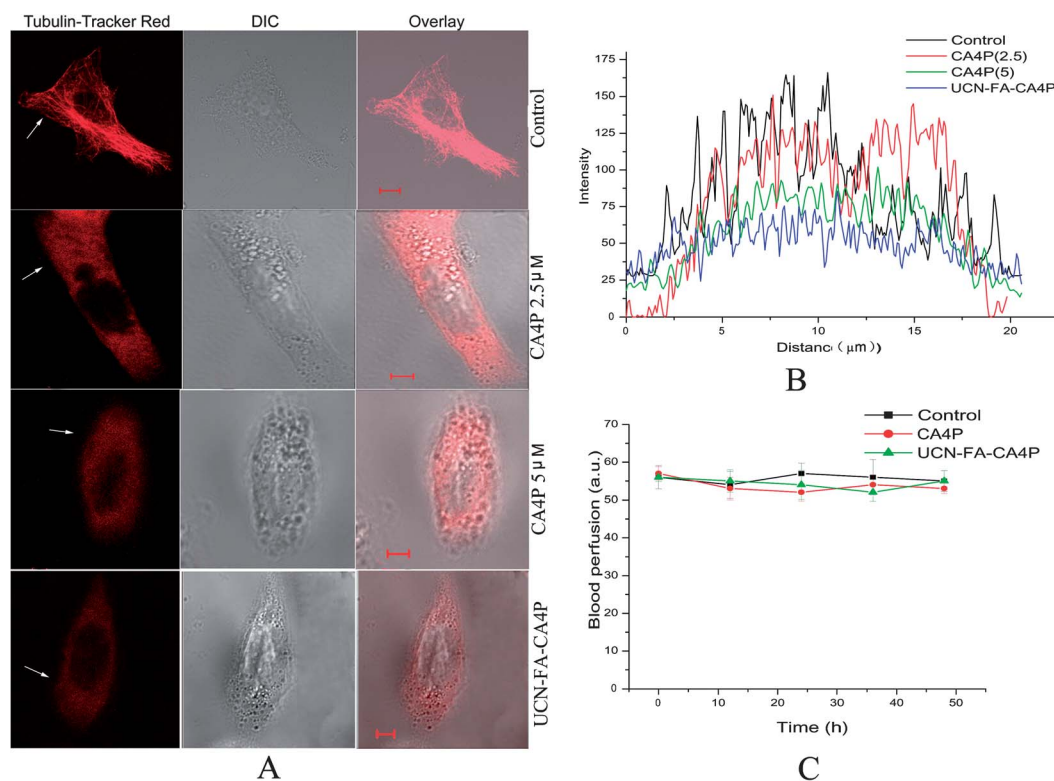 Tubulin-Tracker Red DIC Overlay
Control
CA4P 2.5 μM
CA4P 5 μM
UCN-FA-CA4P
A
Control
CA4P(2.5)
CA4P(5)
UCN-FA-CA4P
Intensity
175
150
125
100
75
50
25
0
0 5 10 15 20
Distanc (μm))
B
Control
CA4P
UCN-FA-CA4P
Blood perfusion (a.u.)
70
60
50
40
30
20
10
0
0 10 20 30 40 50
Time (h)
C